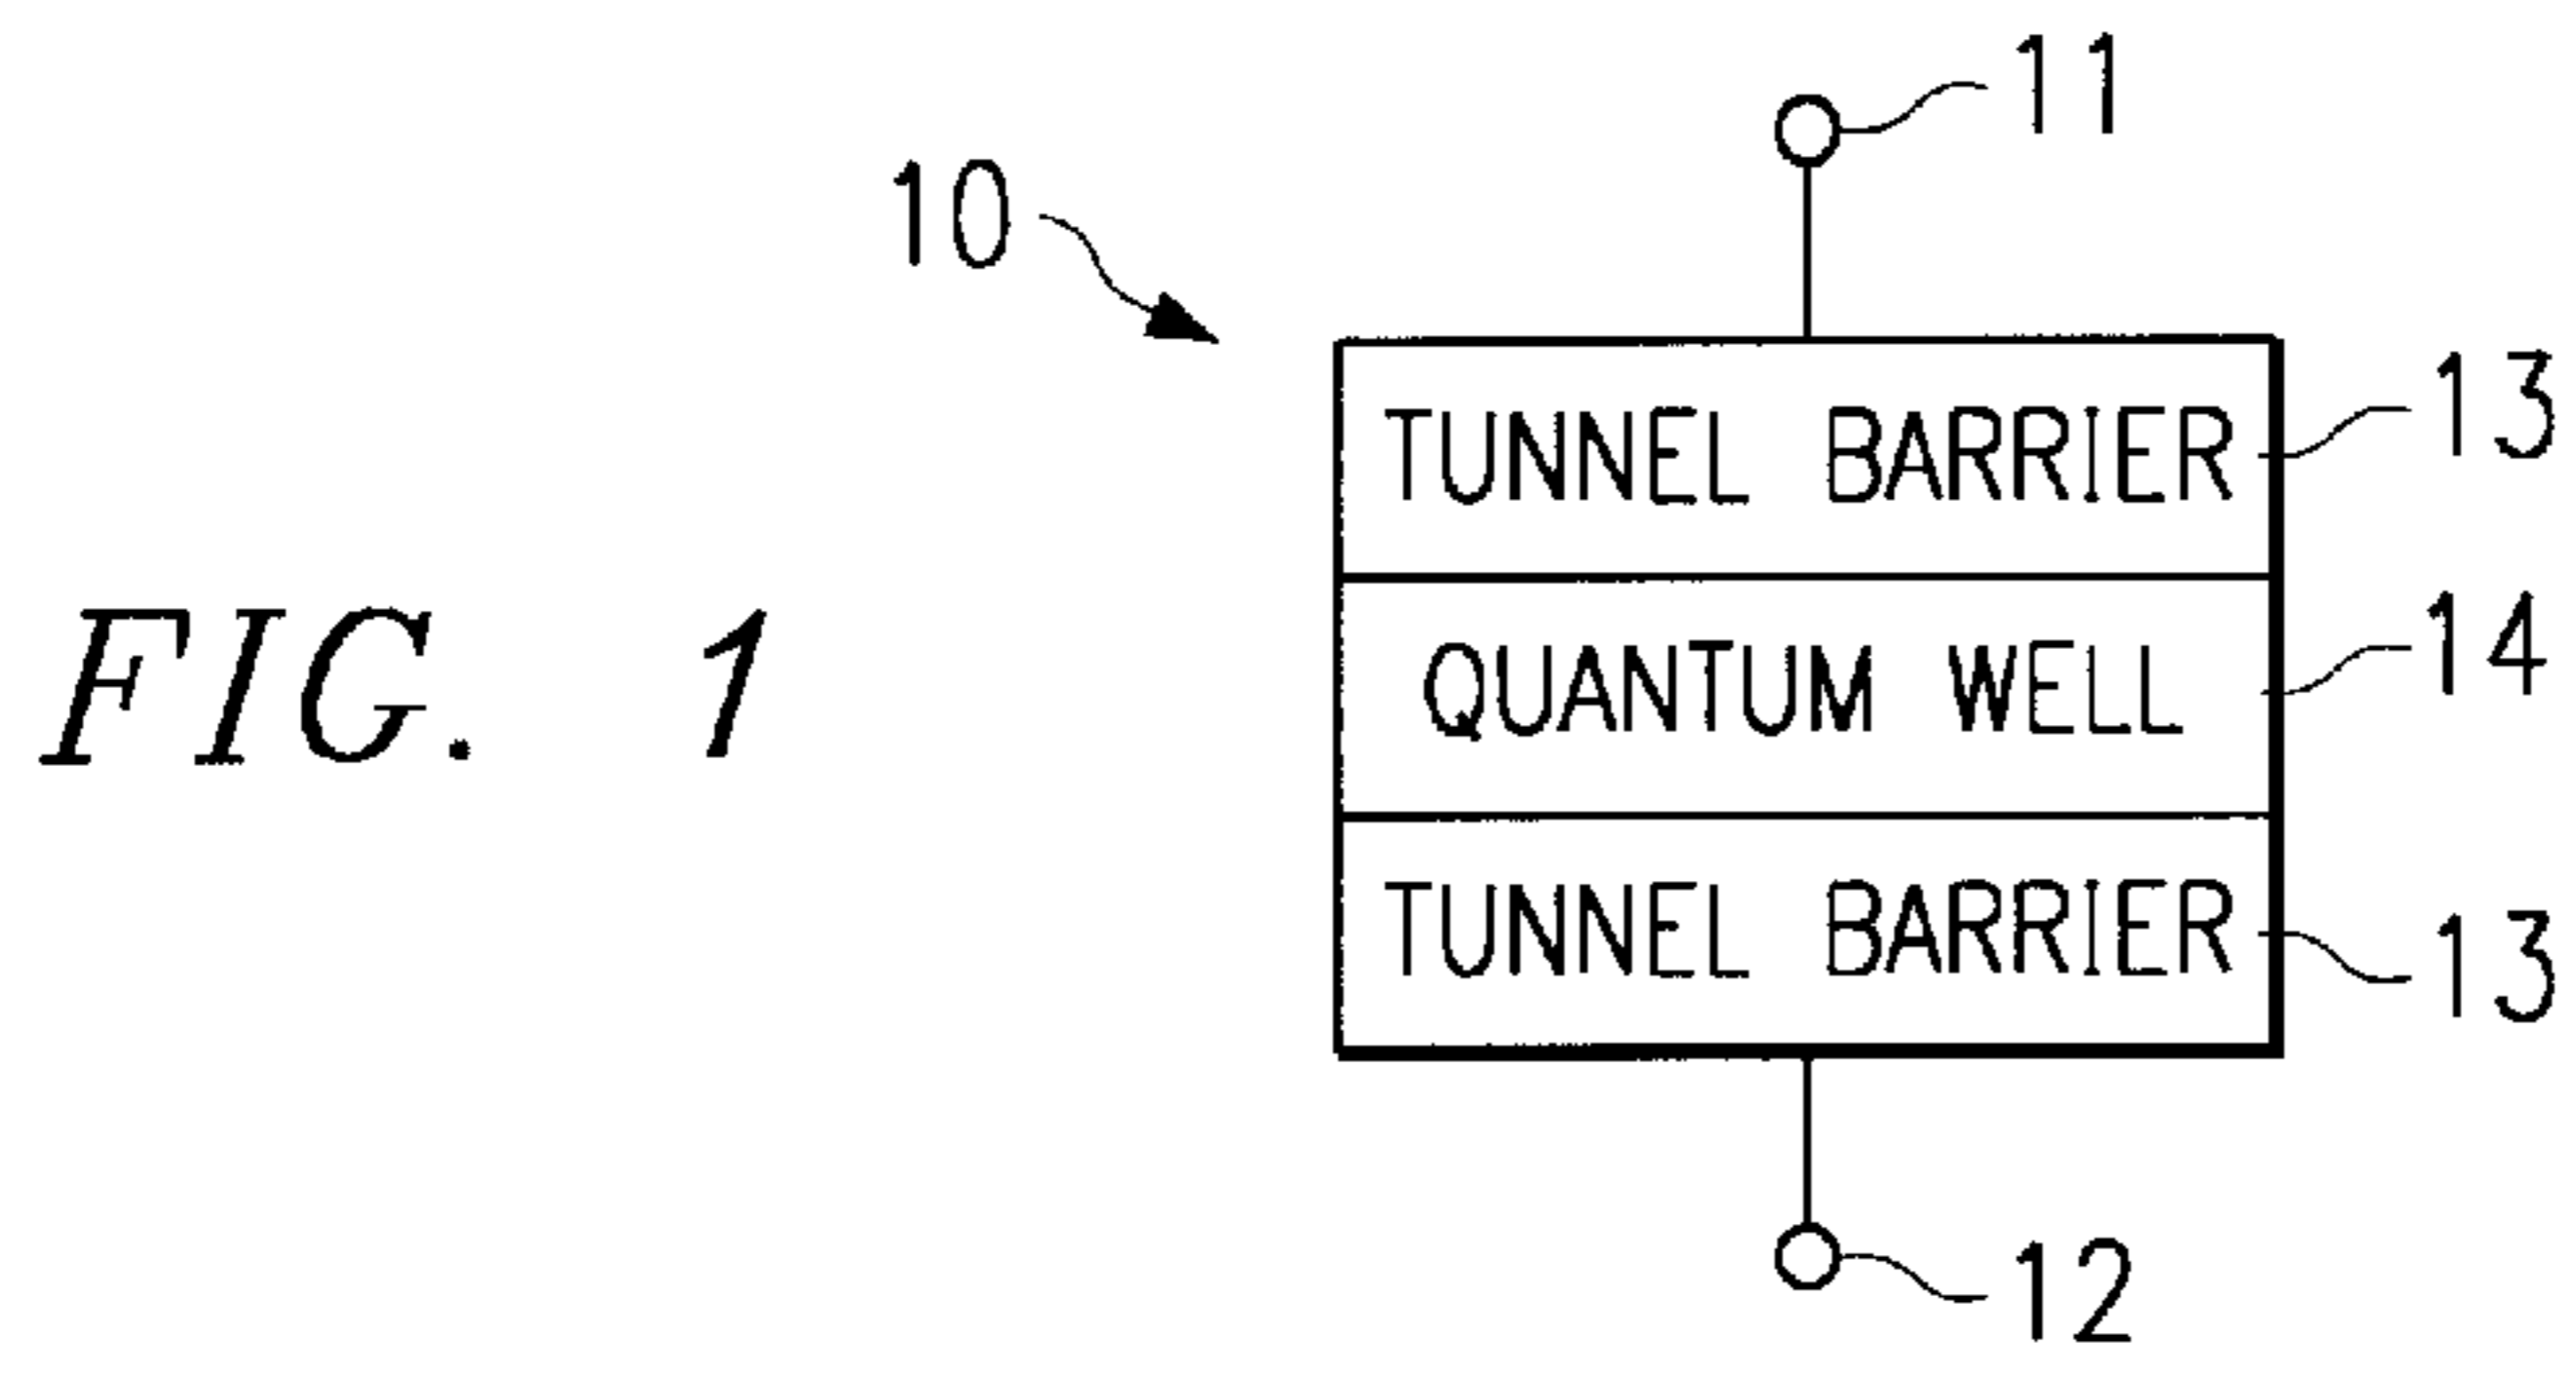 11
10
TUNNEL BARRIER 13
FIG. 1
QUANTUM WELL 14
TUNNEL BARRIER 13
12